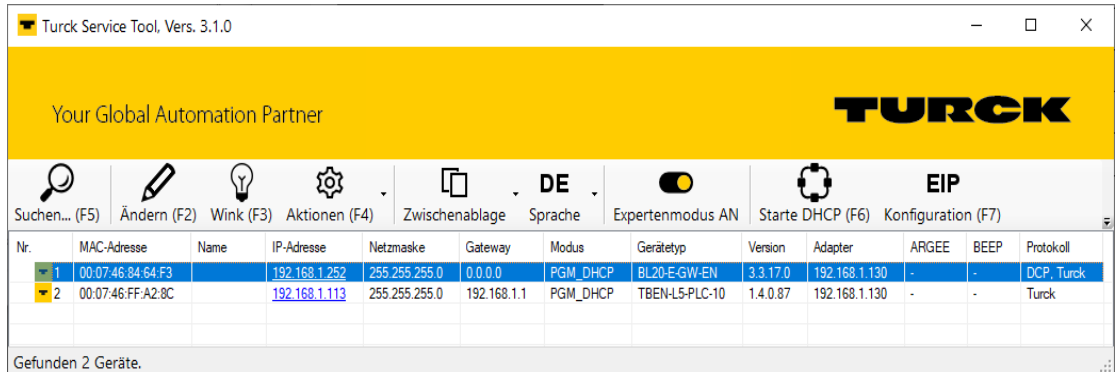 Turck Service Tool, Vers. 3.1.0
Your Global Automation Partner
TURCK
DE
EIP
Suchen... (F5) Ändern (F2) Wink (F3) Aktionen (F4) Zwischenablage Sprache Expertenmodus AN Starte DHCP (F6) Konfiguration (F7)
Nr. MAC-Adresse Name IP-Adresse Netzmaske Gateway Modus Gerätetyp Version Adapter ARGEE BEEP Protokoll
1 00:07:46:84:64:F3 192.168.1.252 255.255.255.0 0.0.0.0 PGM_DHCP BL20-E-GW-EN 3.3.17.0 192.168.1.130 - - DCP, Turck
2 00:07:46:FF:A2:8C 192.168.1.113 255.255.255.0 192.168.1.1 PGM_DHCP TBEN-L5-PLC-10 1.4.0.87 192.168.1.130 - - Turck
Gefunden 2 Geräte.